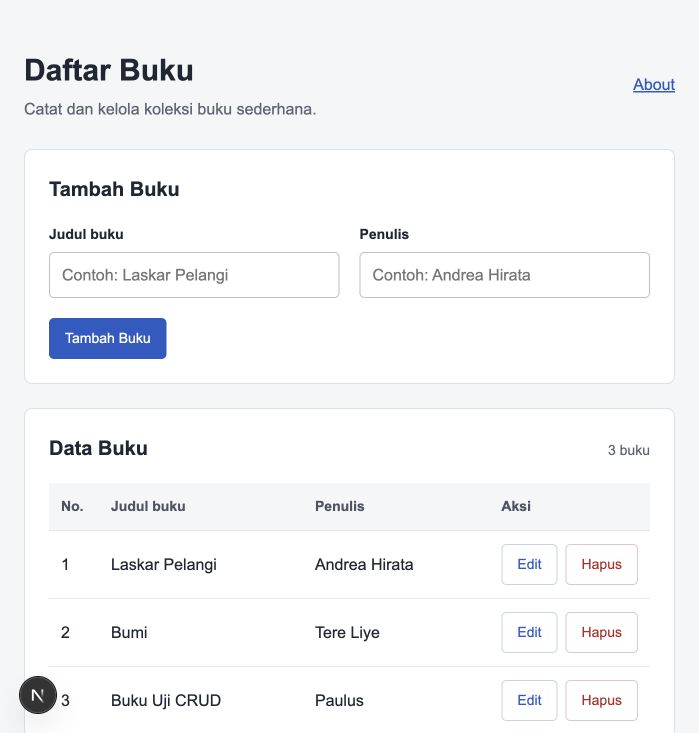 Daftar Buku
About
Catat dan kelola koleksi buku sederhana.
Tambah Buku
Judul buku Penulis
Contoh: Laskar Pelangi Contoh: Andrea Hirata
Tambah Buku
Data Buku 3 buku
No. Judul buku Penulis Aksi
1 Laskar Pelangi Andrea Hirata Edit Hapus
2 Bumi Tere Liye Edit Hapus
N 3 Buku Uji CRUD Paulus Edit Hapus